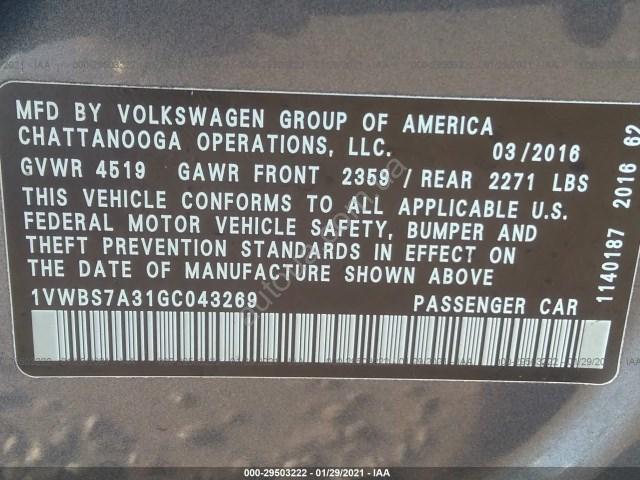 MFD BY VOLKSWAGEN GROUP OF AMERICA
CHATTANOOGA OPERATIONS, LLC. 03/2016
GVWR 4519 GAWR FRONT 2359 / REAR 2271 LBS
THIS VEHICLE CONFORMS TO ALL APPLICABLE U.S.
FEDERAL MOTOR VEHICLE SAFETY, BUMPER AND
THEFT PREVENTION STANDARDS IN EFFECT ON
THE DATE OF MANUFACTURE SHOWN ABOVE
1VWBS7A31GC043269 PASSENGER CAR
1140187 2016 62
000-29503222 - 01/29/2021 - IAA